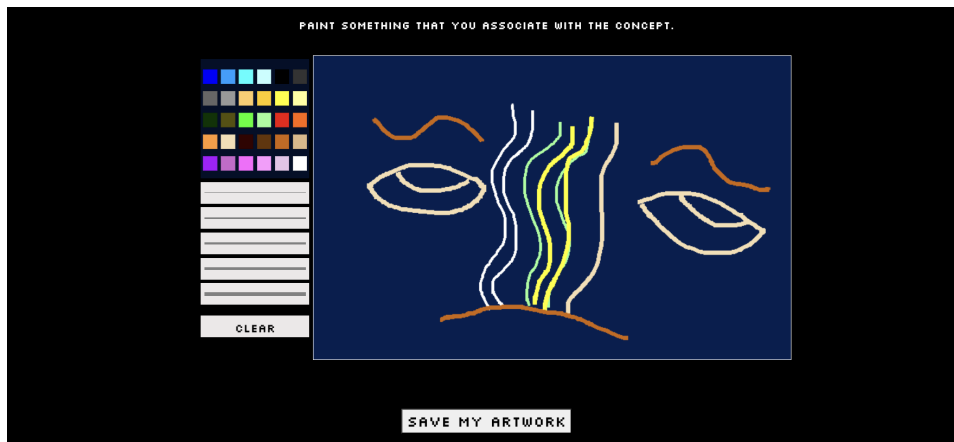 PAINT SOMETHING THAT YOU ASSOCIATE WITH THE CONCEPT.
CLEAR
SAVE MY ARTWORK